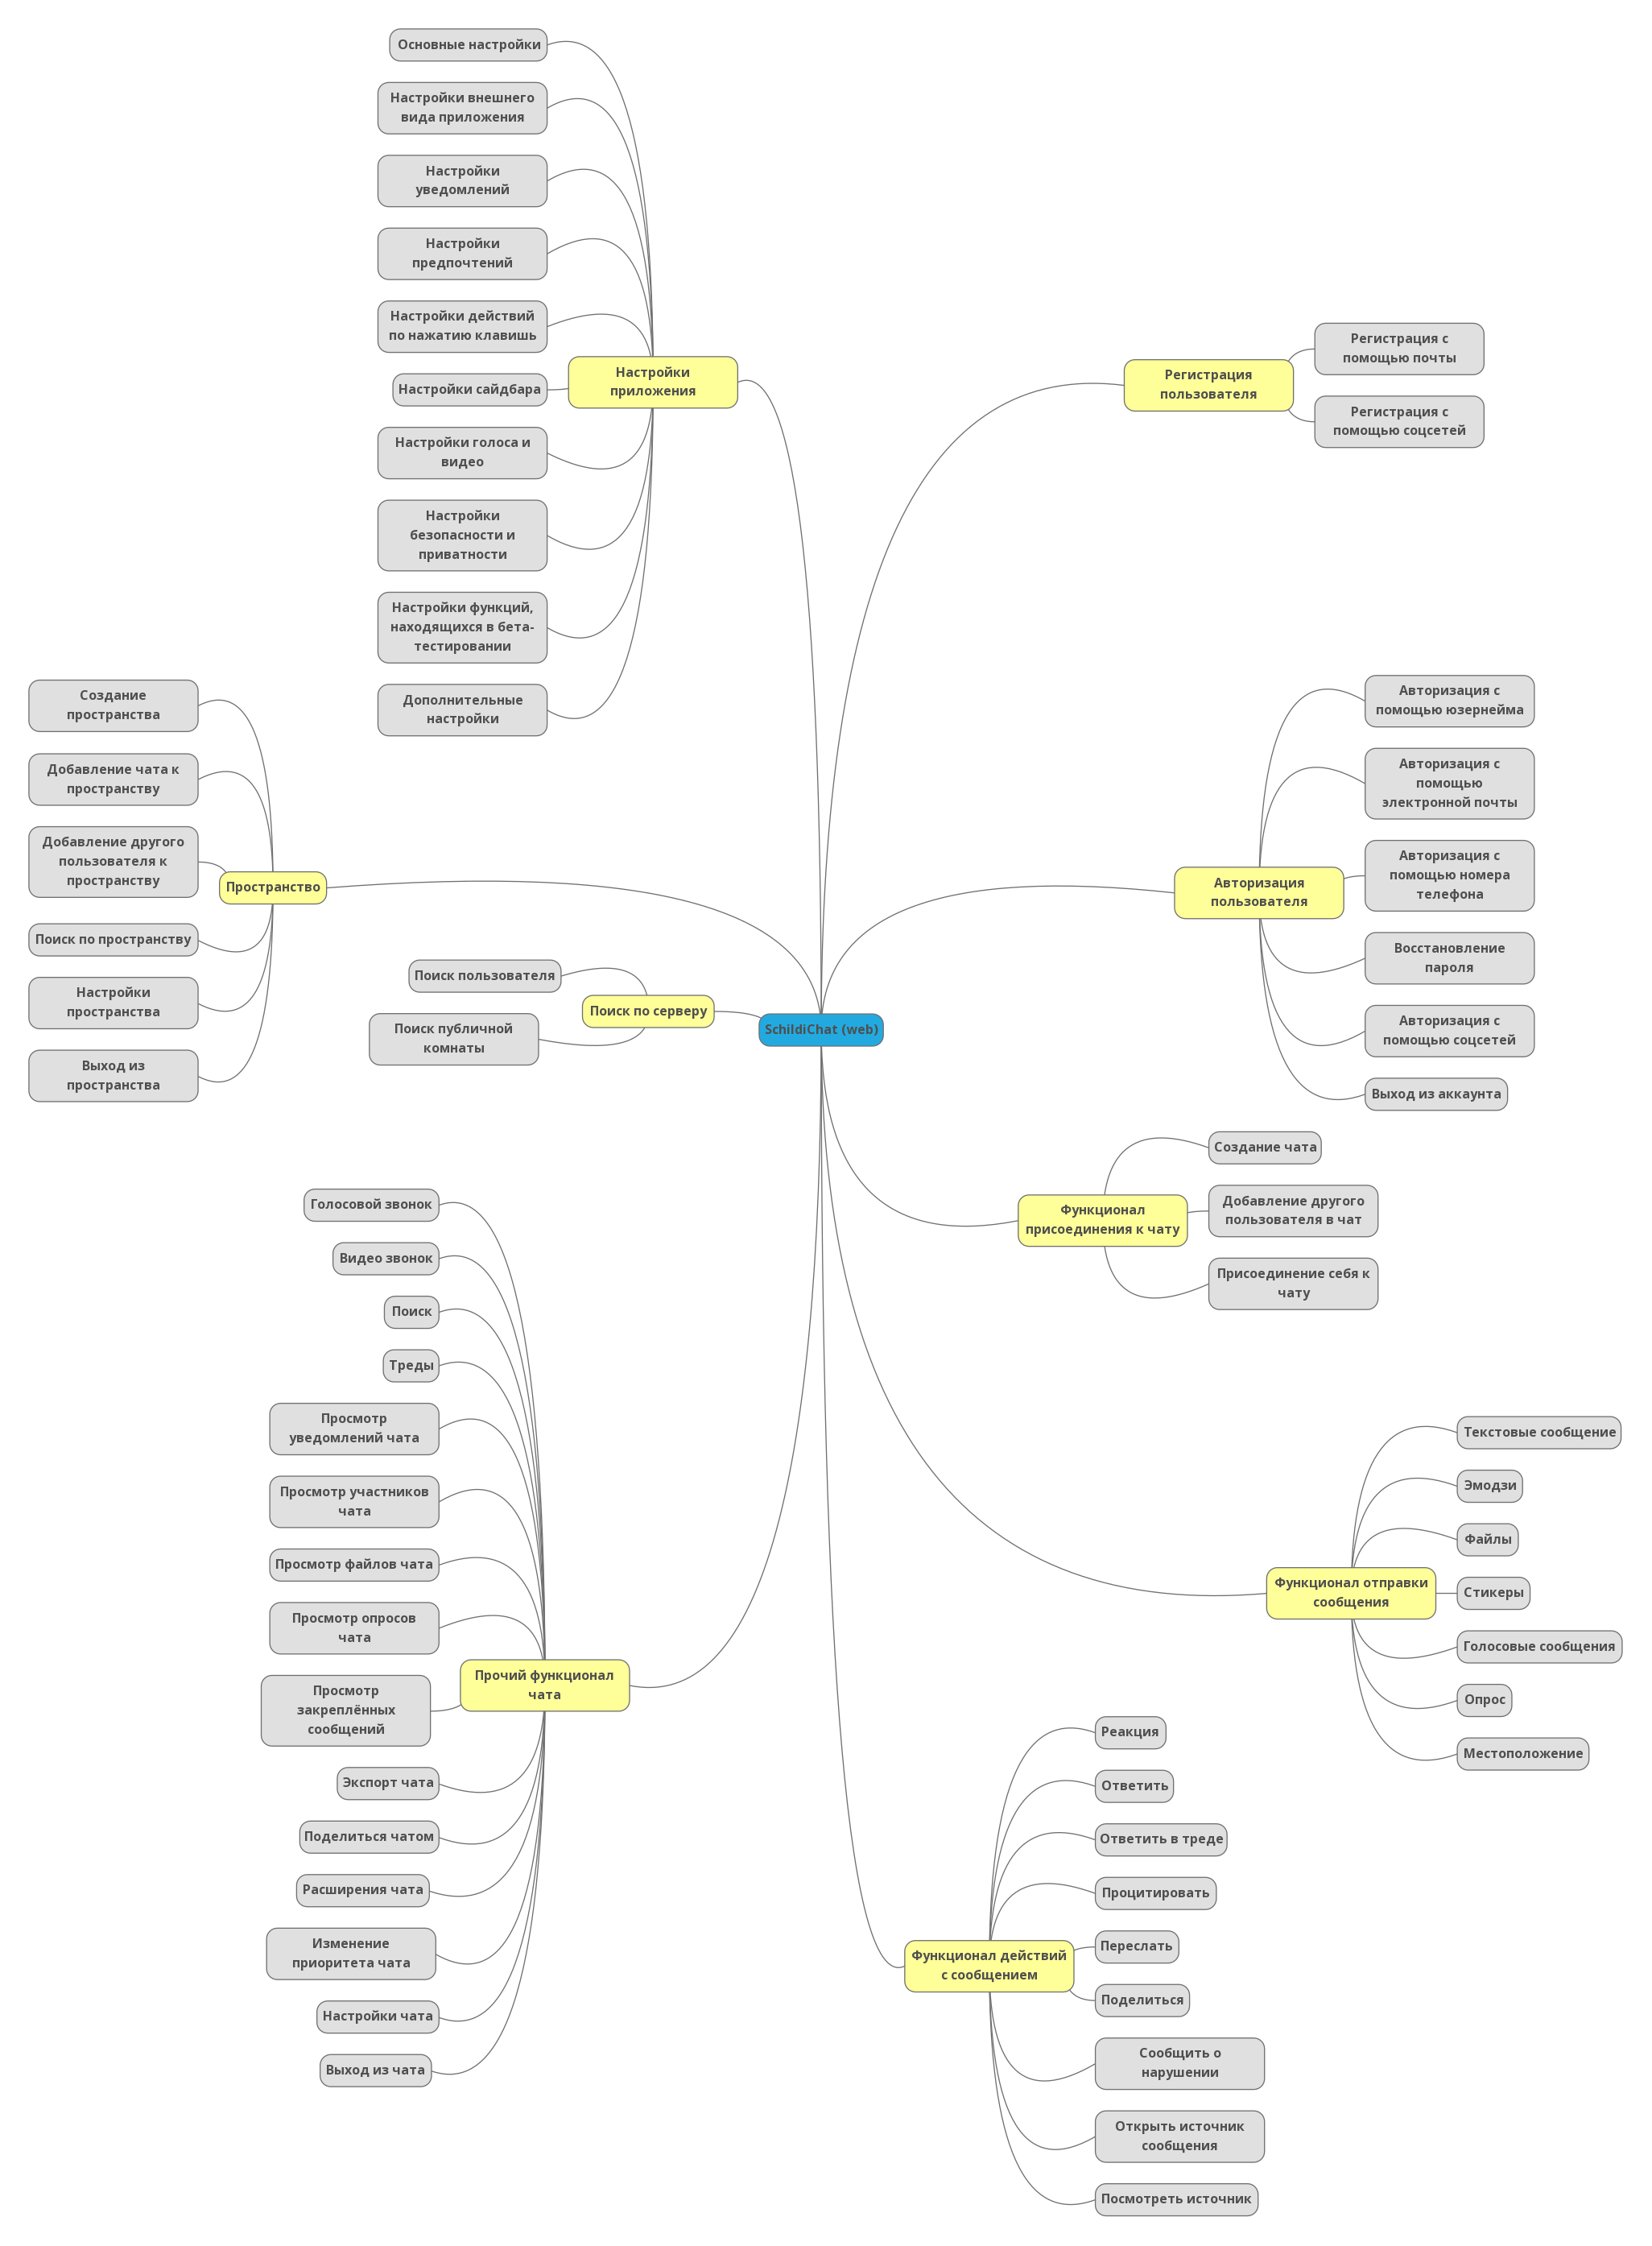 Основные настройки
Настройки внешнего
вида приложения
Настройки
уведомлений
Настройки
предпочтений
Настройки действий
по нажатию клавишь
Настройки сайдбара
Настройки голоса и
видео
Настройки
безопасности и
приватности
Настройки функций,
находящихся в бета-
тестировании
Дополнительные
настройки
Настройки
приложения
Регистрация
пользователя
Регистрация с
помощью почты
Регистрация с
помощью соцсетей
Создание
пространства
Добавление чата к
пространству
Добавление другого
пользователя к
пространству
Поиск по пространству
Настройки
пространства
Выход из
пространства
Пространство
Поиск пользователя
Поиск публичной
комнаты
Поиск по серверу
SchildiChat (web)
Авторизация
пользователя
Авторизация с
помощью юзернейма
Авторизация с
помощью
электронной почты
Авторизация с
помощью номера
телефона
Восстановление
пароля
Авторизация с
помощью соцсетей
Выход из аккаунта
Функционал
присоединения к чату
Создание чата
Добавление другого
пользователя в чат
Присоединение себя к
чату
Голосовой звонок
Видео звонок
Поиск
Треды
Просмотр
уведомлений чата
Просмотр участников
чата
Просмотр файлов чата
Просмотр опросов
чата
Просмотр
закреплённых
сообщений
Экспорт чата
Поделиться чатом
Расширения чата
Изменение
приоритета чата
Настройки чата
Выход из чата
Прочий функционал
чата
Функционал отправки
сообщения
Текстовые сообщение
Эмодзи
Файлы
Стикеры
Голосовые сообщения
Опрос
Местоположение
Функционал действий
с сообщением
Реакция
Ответить
Ответить в треде
Процитировать
Переслать
Поделиться
Сообщить о
нарушении
Открыть источник
сообщения
Посмотреть источник